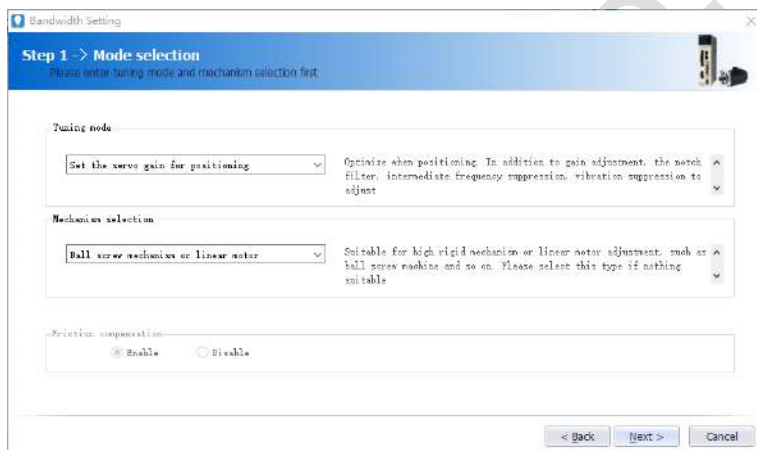 Bandwidth Setting
Step 1 -> Mode selection
Please enter tuning mode and mechanism selection first
Tuning mode
Set the servo gain for positioning
Optimize when positioning. In addition to gain adjustment, the notch
filter, intermediate frequency suppression, vibration suppression to
adjust
Mechanism selection
Ball screw mechanism or linear motor
Suitable for high rigid mechanism or linear motor adjustment, such as
ball screw machine and so on. Please select this type if nothing
suitable
Friction compensation
Enable
Disable
< Back
Next >
Cancel